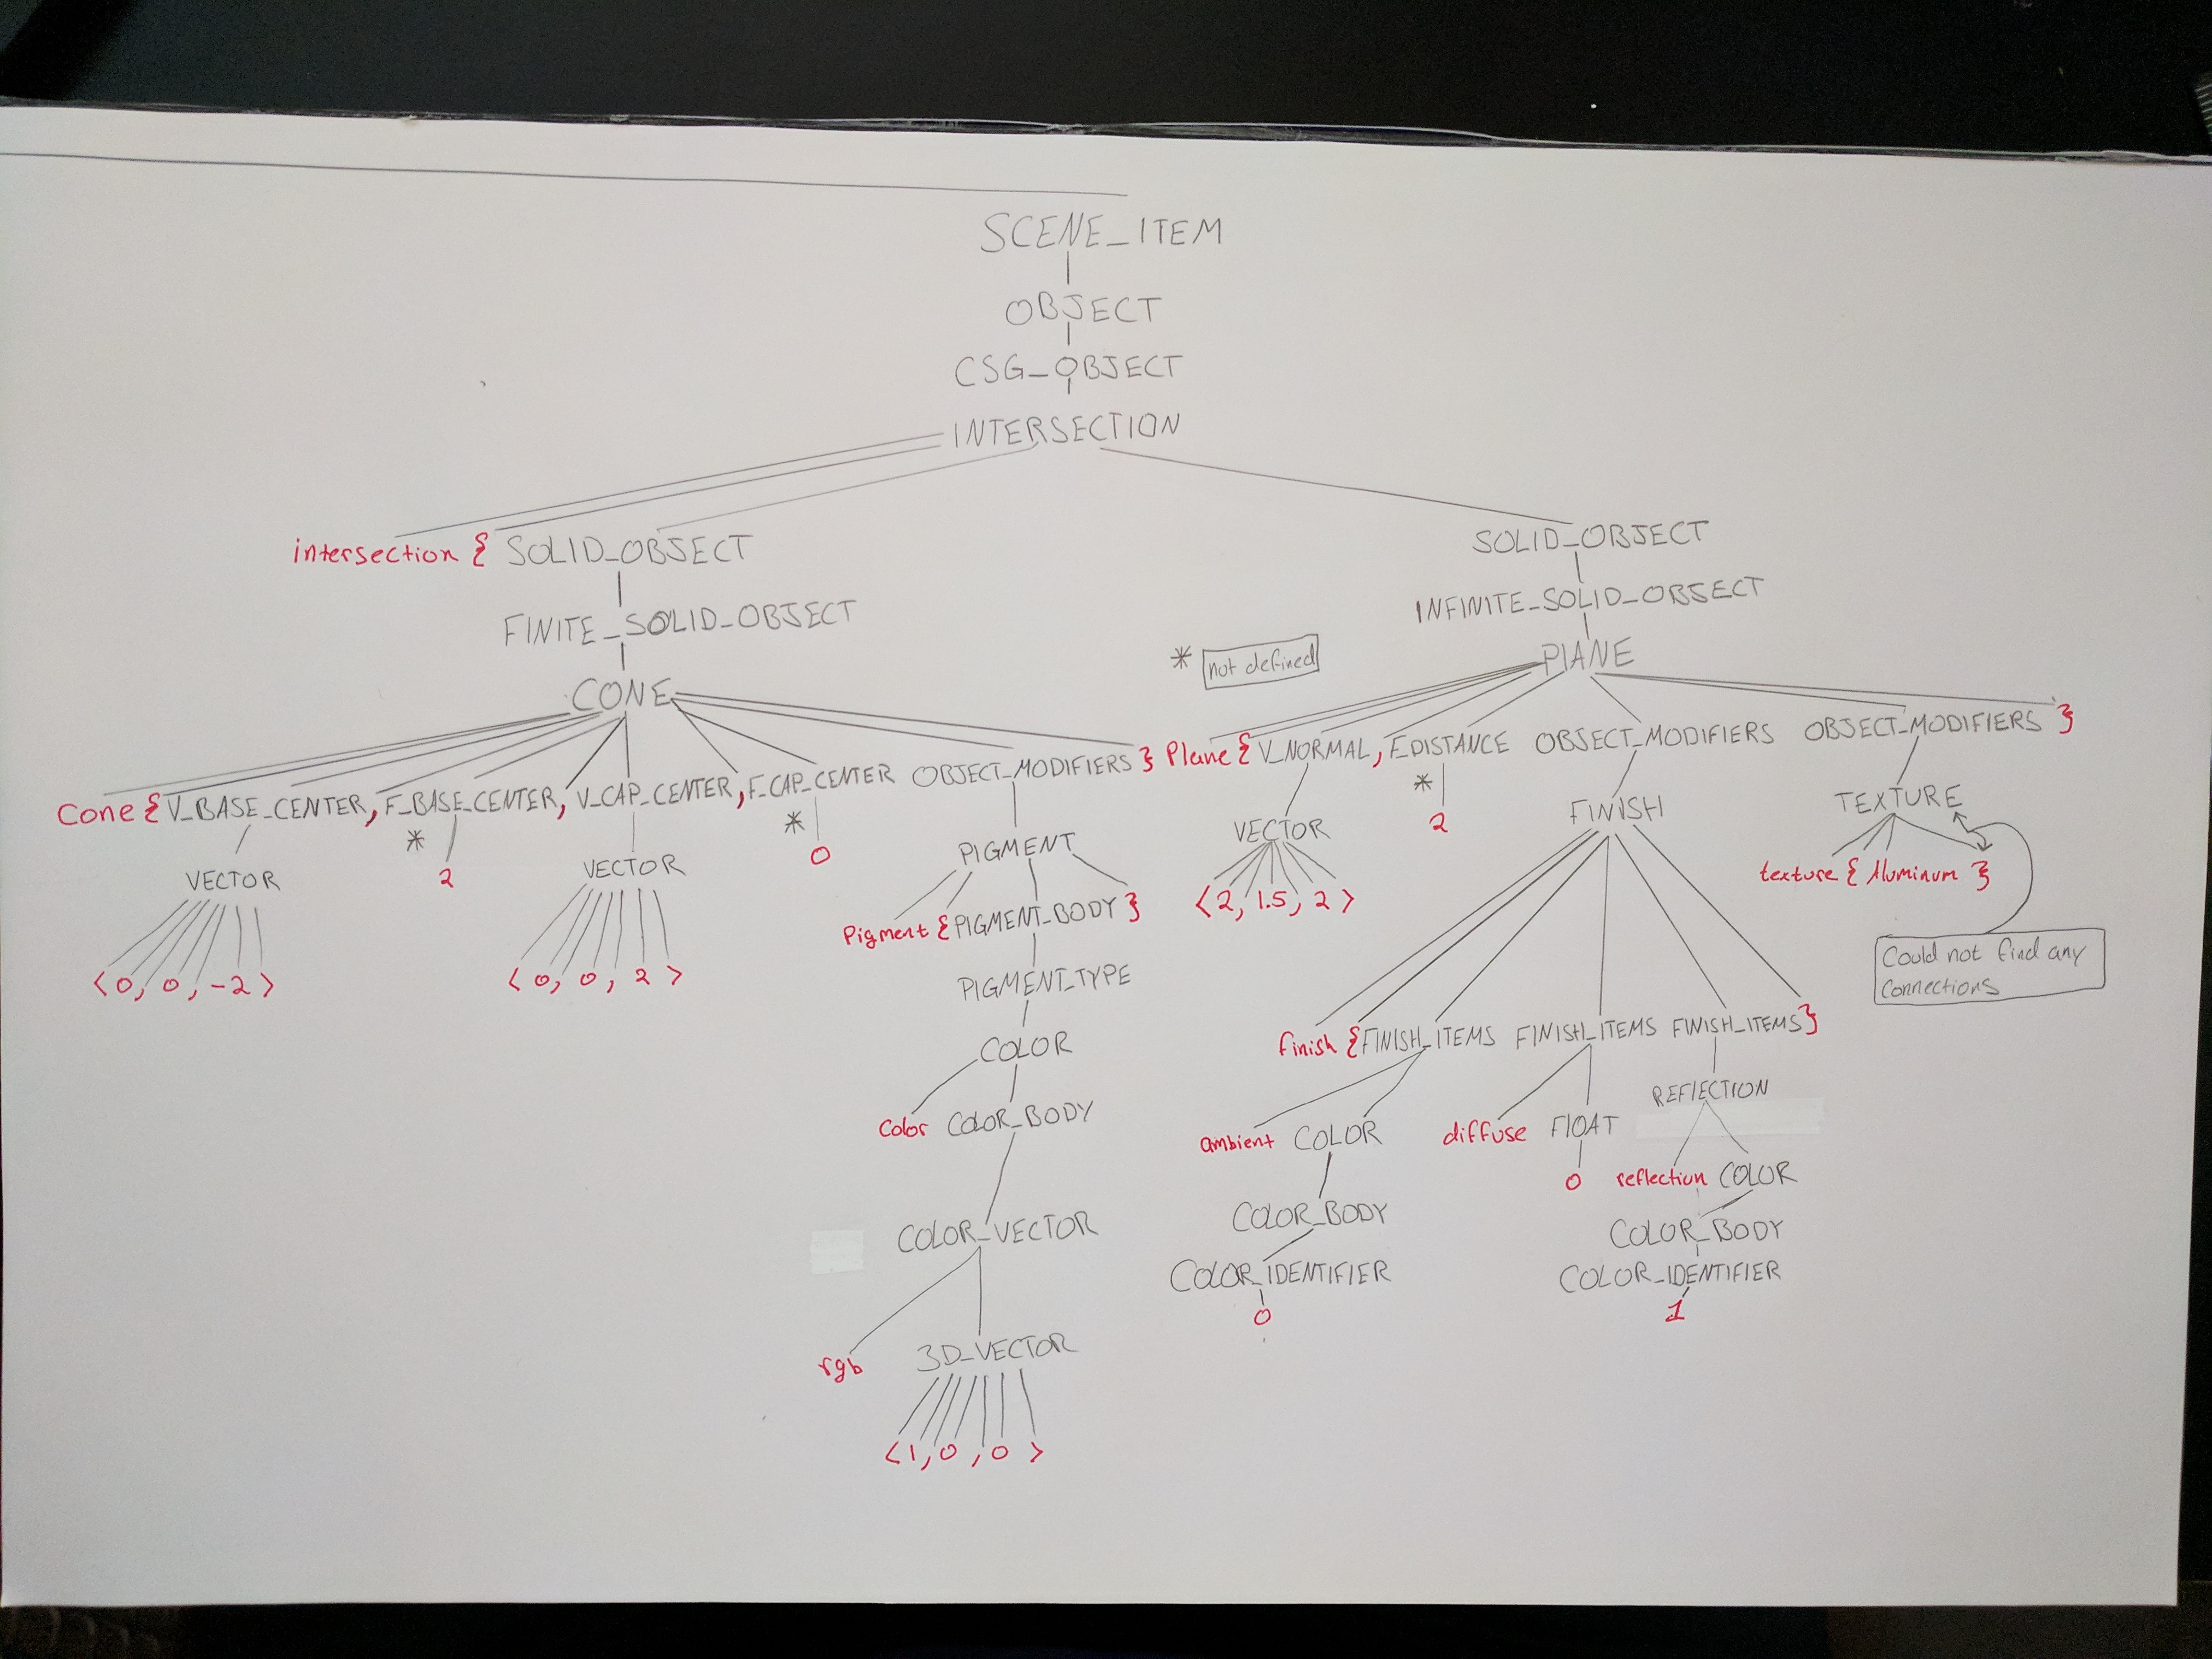 SCENE_ITEM
OBJECT
CSG_OBJECT
INTERSECTION
intersection { SOLID_OBJECT
SOLID_OBJECT
FINITE_SOLID_OBJECT
INFINITE_SOLID_OBJECT
* not defined
CONE
PLANE
Cone { V_BASE_CENTER, F_BASE_CENTER, V_CAP_CENTER, F_CAP_CENTER OBJECT_MODIFIERS }
Plane { V_NORMAL, F_DISTANCE OBJECT_MODIFIERS OBJECT_MODIFIERS }
* * *
VECTOR 2 VECTOR 0 PIGMENT
VECTOR 2 FINISH TEXTURE
< 0, 0, -2 > < 0, 0, 2 >
Pigment { PIGMENT_BODY }
< 2, 1.5, 2 >
texture { Aluminum }
Could not find any
connections
PIGMENT_TYPE
COLOR
Color COLOR_BODY
COLOR_VECTOR
rgb 3D_VECTOR
< 1, 0, 0 >
finish { FINISH_ITEMS FINISH_ITEMS FINISH_ITEMS }
REFLECTION
ambient COLOR diffuse FLOAT
0 reflection COLOR
COLOR_BODY COLOR_BODY
COLOR_IDENTIFIER COLOR_IDENTIFIER
0 1